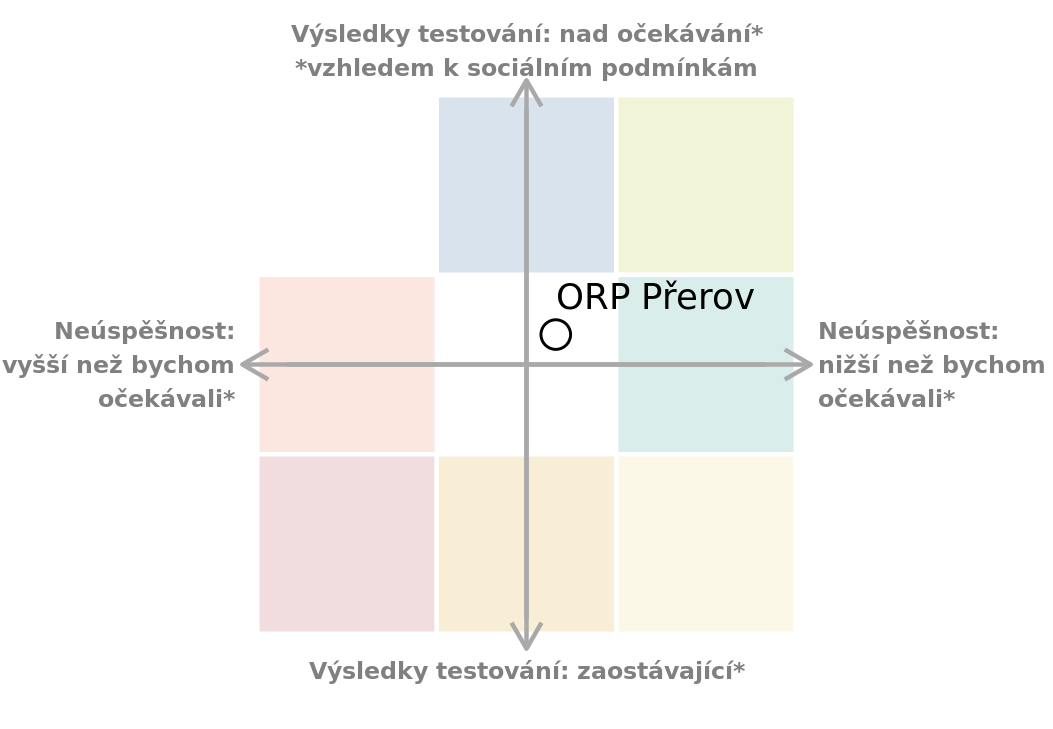 Výsledky testování: nad očekávání*
*vzhledem k sociálním podmínkám
ORP Přerov
Neúspěšnost:
vyšší než bychom
očekávali*
Neúspěšnost:
nižší než bychom
očekávali*
Výsledky testování: zaostávající*